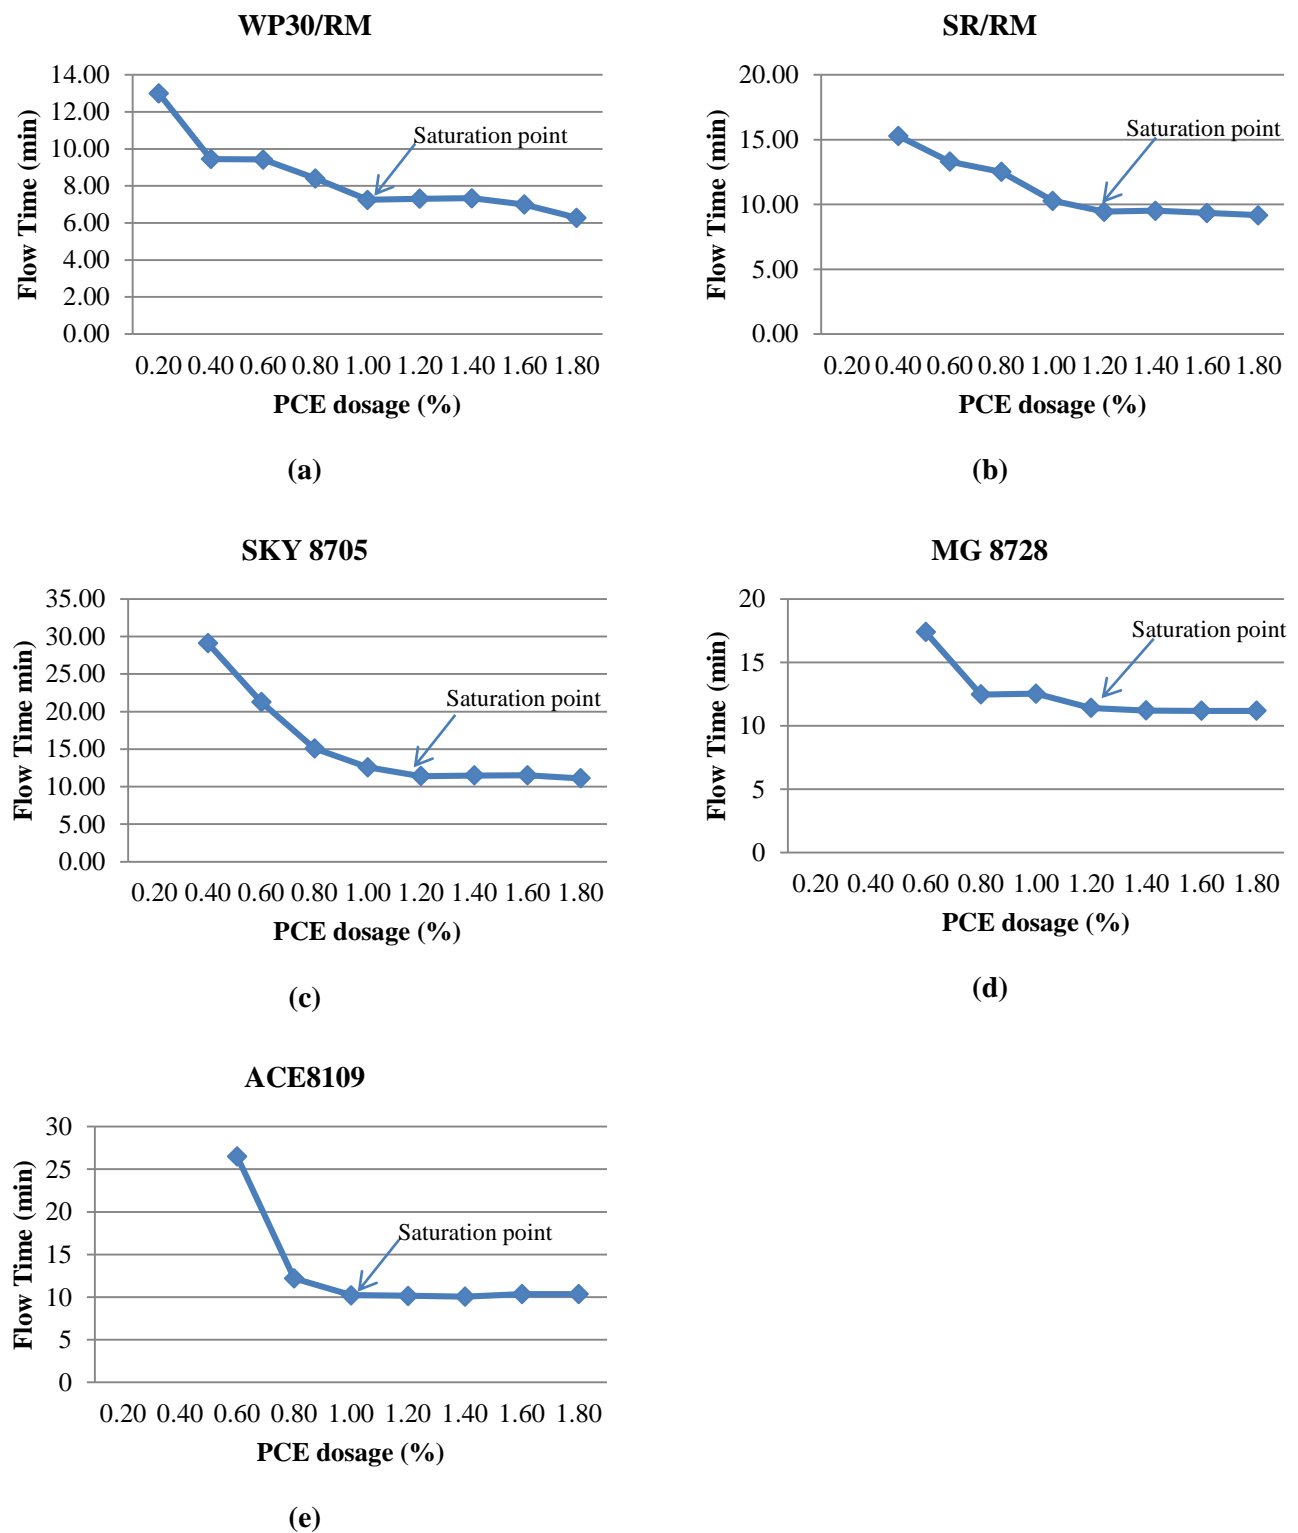 WP30/RM
14.00
12.00
10.00
8.00
6.00
4.00
2.00
0.00
Flow Time (min)
Saturation point
0.20 0.40 0.60 0.80 1.00 1.20 1.40 1.60 1.80
PCE dosage (%)
(a)
SR/RM
20.00
15.00
10.00
5.00
0.00
Flow Time (min)
Saturation point
0.20 0.40 0.60 0.80 1.00 1.20 1.40 1.60 1.80
PCE dosage (%)
(b)
SKY 8705
35.00
30.00
25.00
20.00
15.00
10.00
5.00
0.00
Flow Time min)
Saturation point
0.20 0.40 0.60 0.80 1.00 1.20 1.40 1.60 1.80
PCE dosage (%)
(c)
MG 8728
20
15
10
5
0
Flow Time (min)
Saturation point
0.20 0.40 0.60 0.80 1.00 1.20 1.40 1.60 1.80
PCE dosage (%)
(d)
ACE8109
30
25
20
15
10
5
0
Flow Time (min)
Saturation point
0.20 0.40 0.60 0.80 1.00 1.20 1.40 1.60 1.80
PCE dosage (%)
(e)